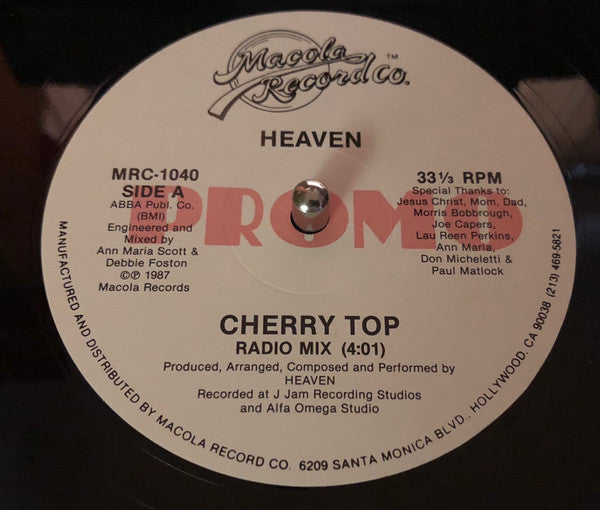 Macola™
Record Co.
HEAVEN
MRC-1040
SIDE A
ABBA Publ. Co.
(BMI)
Engineered and
Mixed by
Ann Maria Scott &
Debbie Foston
©℗ 1987
Macola Records
PROMO
33 1/3 RPM
Special Thanks to:
Jesus Christ, Mom, Dad,
Morris Bobbrough,
Joe Capers,
Lau Reen Perkins,
Ann Maria,
Don Micheletti &
Paul Matlock
CHERRY TOP
RADIO MIX (4:01)
Produced, Arranged, Composed and Performed by
HEAVEN
Recorded at J Jam Recording Studios
and Alfa Omega Studio
MANUFACTURED AND DISTRIBUTED BY MACOLA RECORD CO. 6209 SANTA MONICA BLVD., HOLLYWOOD, CA 90038 (213) 469-5821